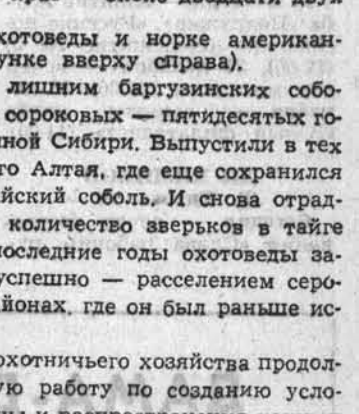 хотоведы и норке американ-
унке вверху справа).
лишним баргузинских собо-
сороковых — пятидесятых го-
ной Сибири. Выпустили в тех
го Алтая, где еще сохранился
йский соболь. И снова отрад-
количество зверьков в тайге
последние годы охотоведы за-
успешно — расселением серо-
йонах, где он был раньше ис-
охотничьего хозяйства продол-
ую работу по созданию усло-